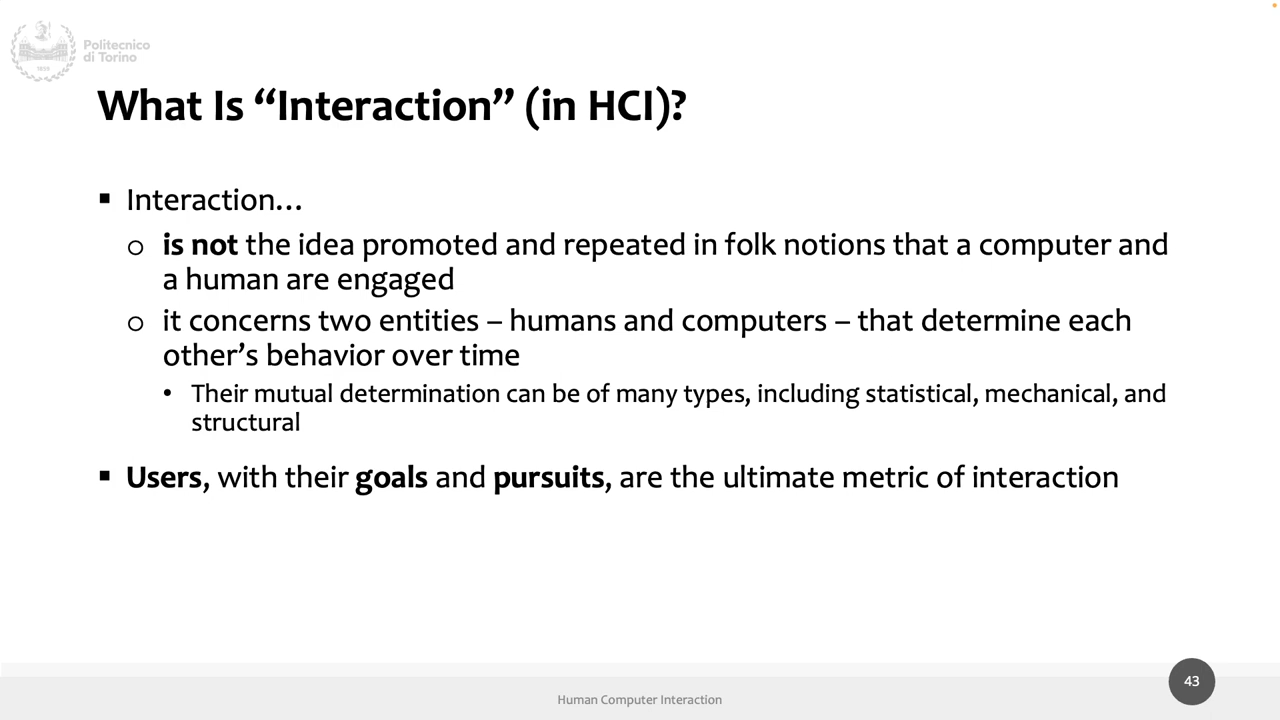 Politecnico
di Torino
1859
What Is “Interaction” (in HCI)?
▪ Interaction…
o is not the idea promoted and repeated in folk notions that a computer and
a human are engaged
o it concerns two entities – humans and computers – that determine each
other’s behavior over time
• Their mutual determination can be of many types, including statistical, mechanical, and
structural
▪ Users, with their goals and pursuits, are the ultimate metric of interaction
Human Computer Interaction
43